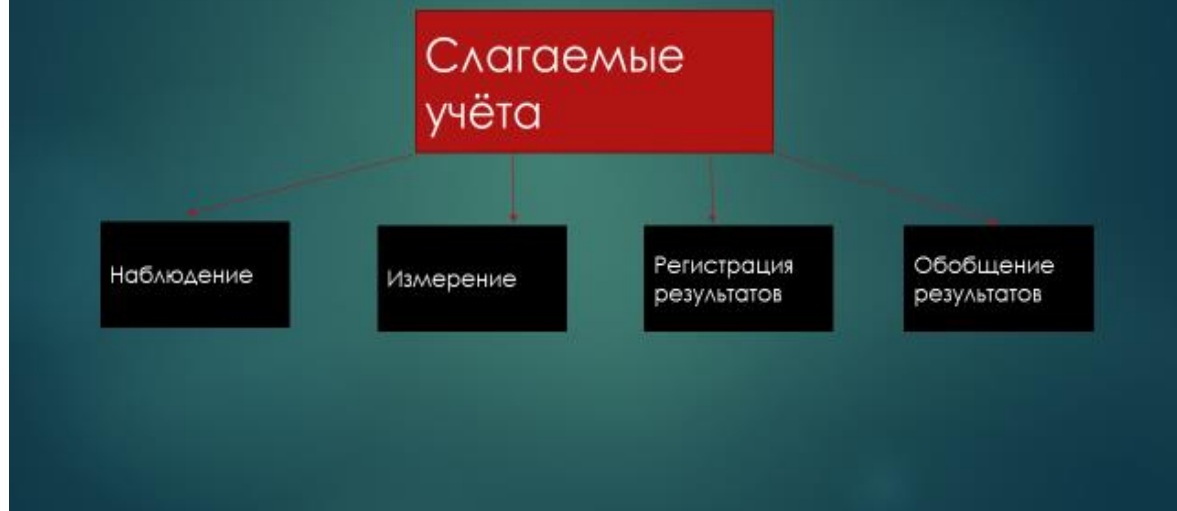 Слагаемые
учёта
Наблюдение
Измерение
Регистрация
результатов
Обобщение
результатов